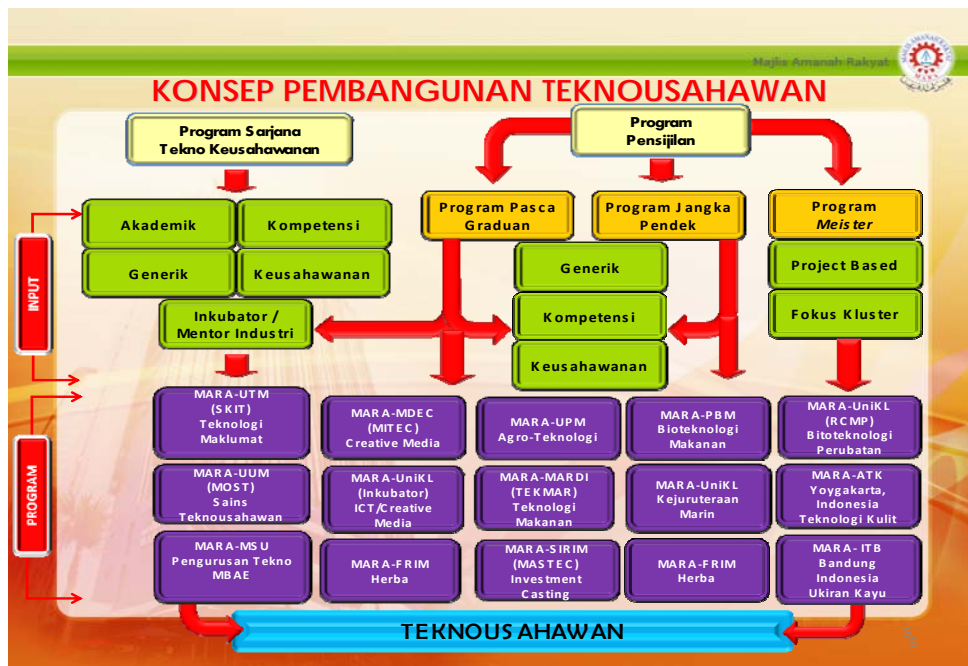 Majlis Amanah Rakyat
KONSEP PEMBANGUNAN TEKNOUSAHAWAN
Program Sarjana
Tekno Keusahawanan
Program
Pensijilan
Akademik
Kompetensi
Generik
Keusahawanan
Inkubator /
Mentor Industri
Program Pasca
Graduan
Program Jangka
Pendek
Program
Meister
Generik
Kompetensi
Keusahawanan
Project Based
Fokus Kluster
INPUT
PROGRAM
MARA-UTM
(SKIT)
Teknologi
Maklumat
MARA-MDEC
(MITEC)
Creative Media
MARA-UPM
Agro-Teknologi
MARA-PBM
Bioteknologi
Makanan
MARA-UniKL
(RCMP)
Bitoteknologi
Perubatan
MARA-UUM
(MOST)
Sains
Teknousahawan
MARA-UniKL
(Inkubator)
ICT/Creative
Media
MARA-MARDI
(TEKMAR)
Teknologi
Makanan
MARA-UniKL
Kejuruteraan
Marin
MARA-ATK
Yoygakarta,
Indonesia
Teknologi Kulit
MARA-MSU
Pengurusan Tekno
MBAE
MARA-FRIM
Herba
MARA-SIRIM
(MASTEC)
Investment
Casting
MARA-FRIM
Herba
MARA- ITB
Bandung
Indonesia
Ukiran Kayu
TEKNOUSAHAWAN